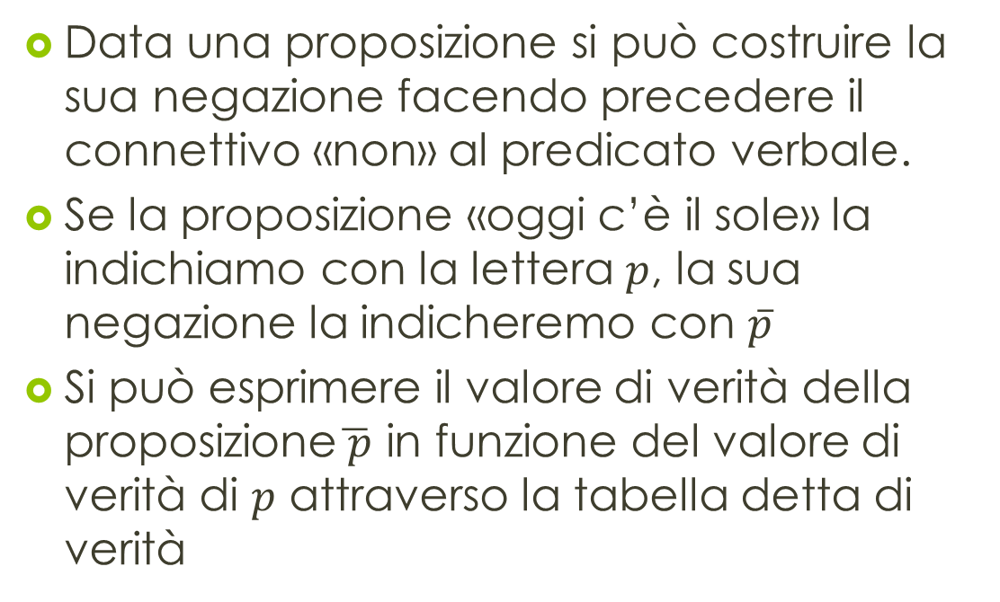 Data una proposizione si può costruire la
sua negazione facendo precedere il
connettivo «non» al predicato verbale.
Se la proposizione «oggi c’è il sole» la
indichiamo con la lettera p, la sua
negazione la indicheremo con p̄
Si può esprimere il valore di verità della
proposizione p̄ in funzione del valore di
verità di p attraverso la tabella detta di
verità